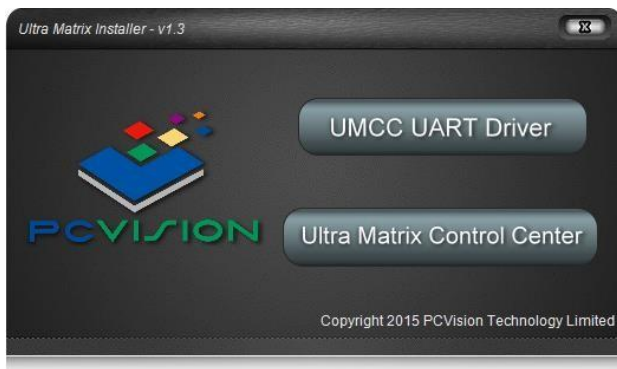 Ultra Matrix Installer - v1.3
X
UMCC UART Driver
PCVISION
Ultra Matrix Control Center
Copyright 2015 PCVision Technology Limited